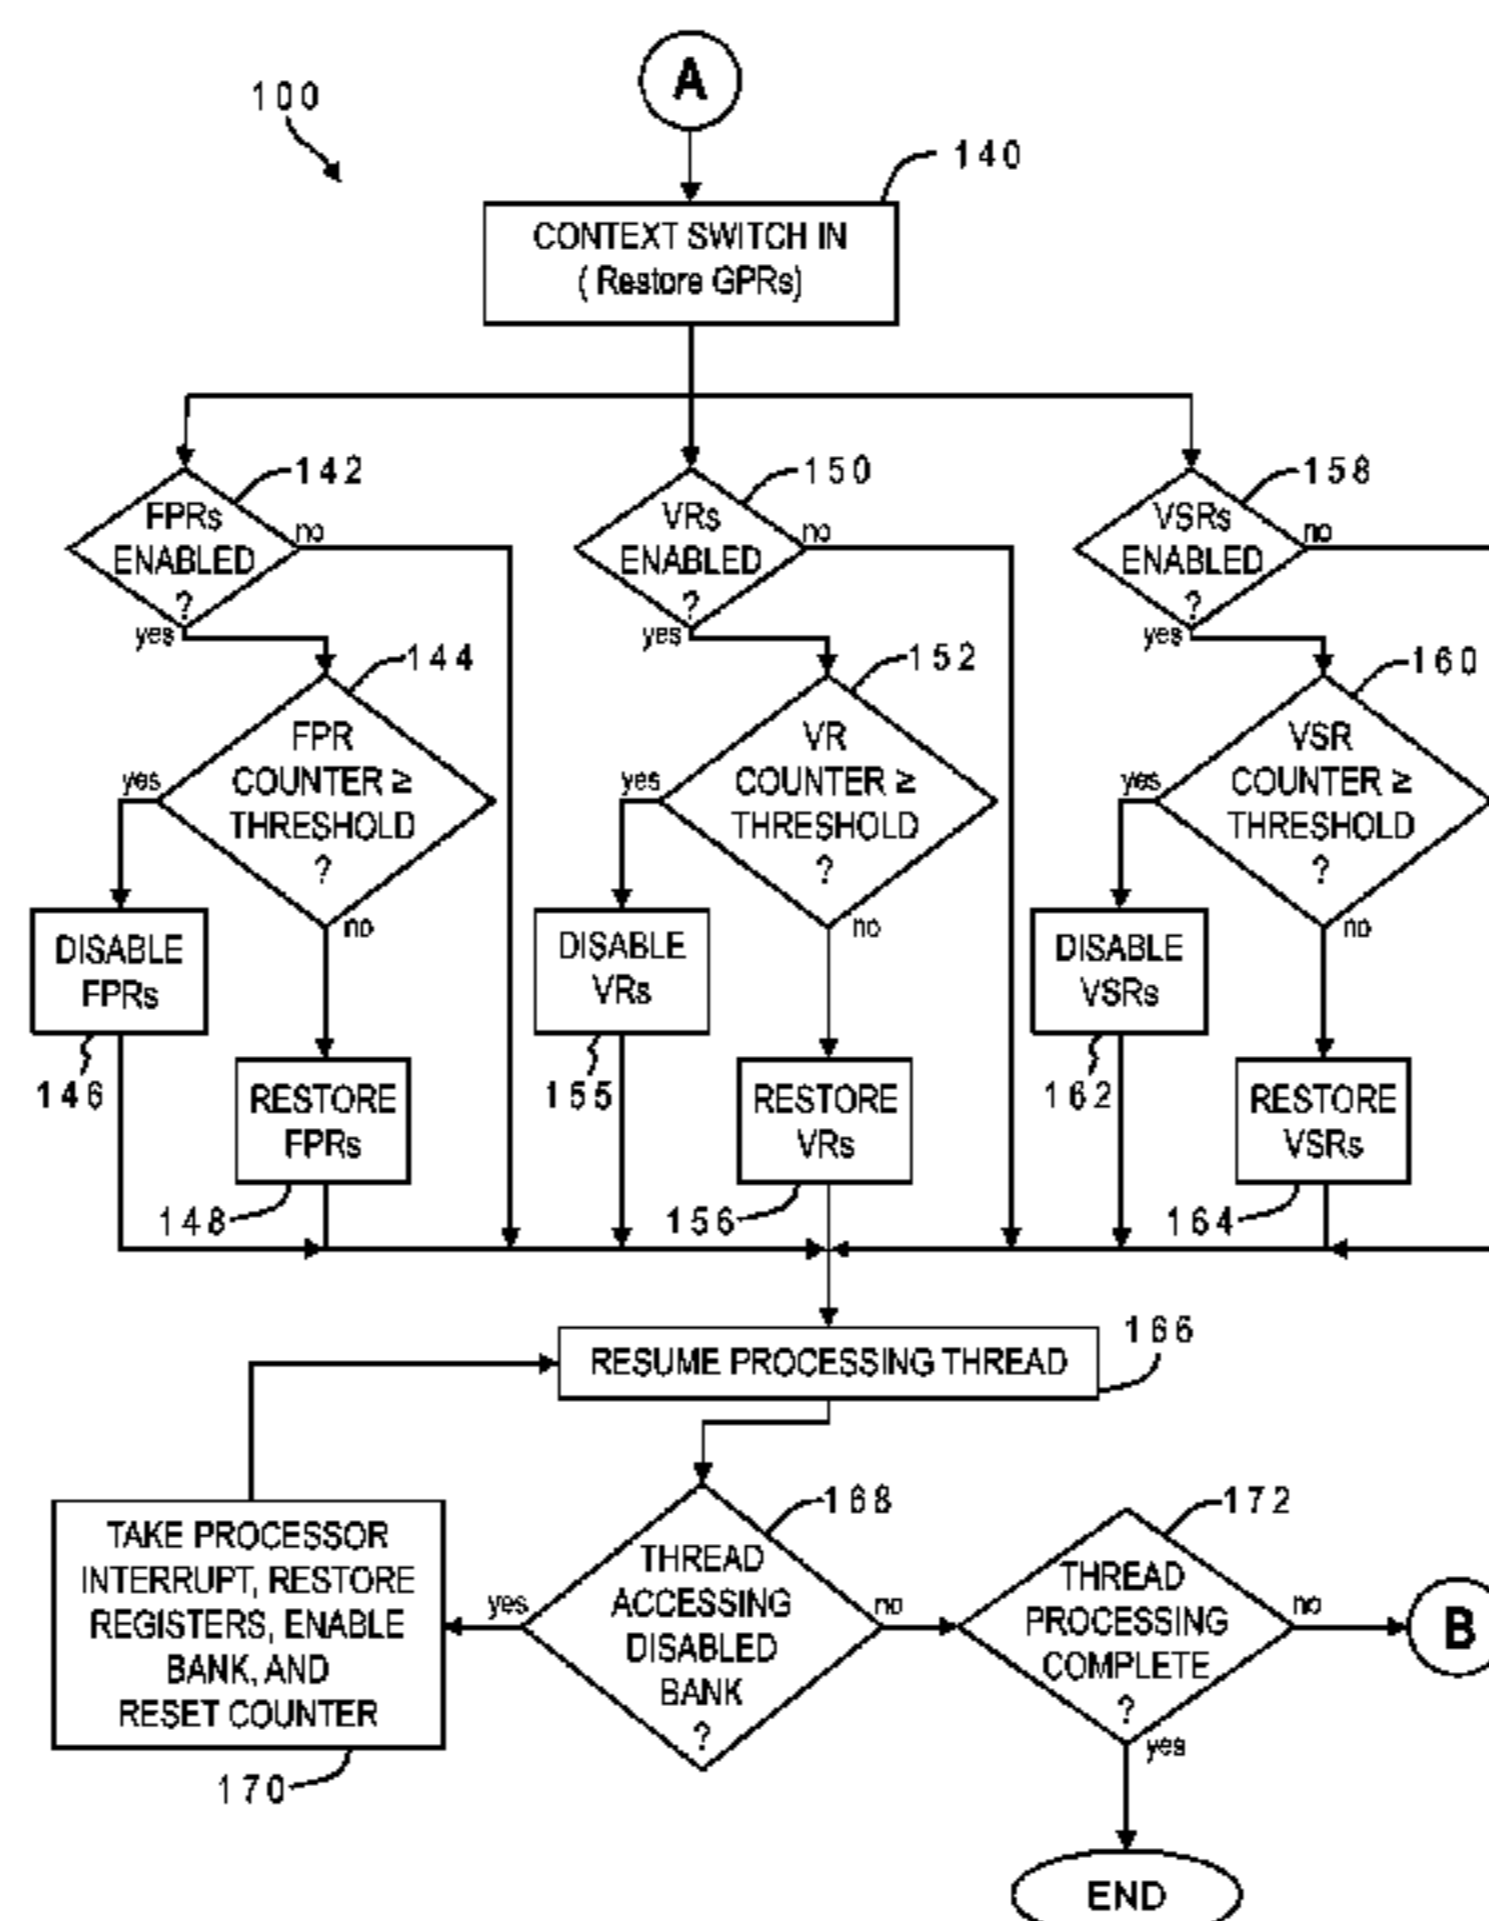 A
100
140
CONTEXT SWITCH IN
( Restore GPRs)
142
150
158
FPRs
ENABLED
?
no
yes
VRs
ENABLED
?
no
yes
VSRs
ENABLED
?
no
yes
144
152
160
FPR
COUNTER ≥
THRESHOLD
?
yes
no
VR
COUNTER ≥
THRESHOLD
?
yes
no
VSR
COUNTER ≥
THRESHOLD
?
yes
no
DISABLE
FPRs
146
DISABLE
VRs
155
DISABLE
VSRs
162
RESTORE
FPRs
148
RESTORE
VRs
156
RESTORE
VSRs
164
166
RESUME PROCESSING THREAD
168
172
TAKE PROCESSOR
INTERRUPT, RESTORE
REGISTERS, ENABLE
BANK, AND
RESET COUNTER
170
yes
THREAD
ACCESSING
DISABLED
BANK
?
no
THREAD
PROCESSING
COMPLETE
?
no
yes
B
END